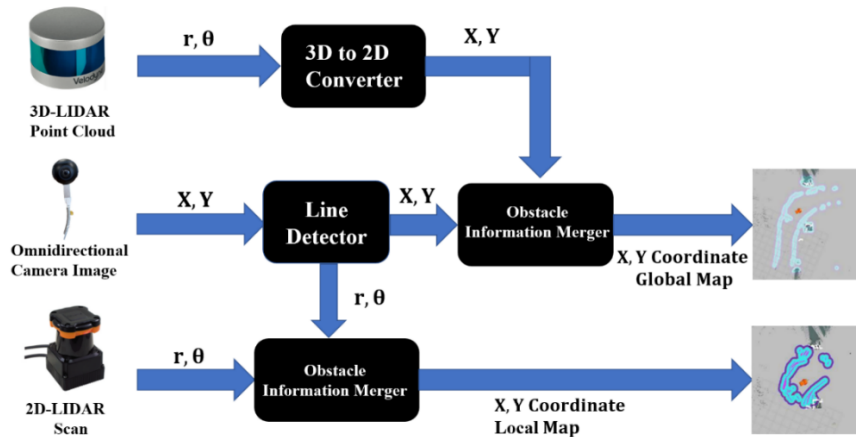 r, θ
X, Y
3D to 2D
Converter
Velodyne
3D-LIDAR
Point Cloud
X, Y
X, Y
Line
Detector
Obstacle
Information Merger
Omnidirectional
Camera Image
X, Y Coordinate
Global Map
r, θ
r, θ
Obstacle
Information Merger
2D-LIDAR
Scan
X, Y Coordinate
Local Map